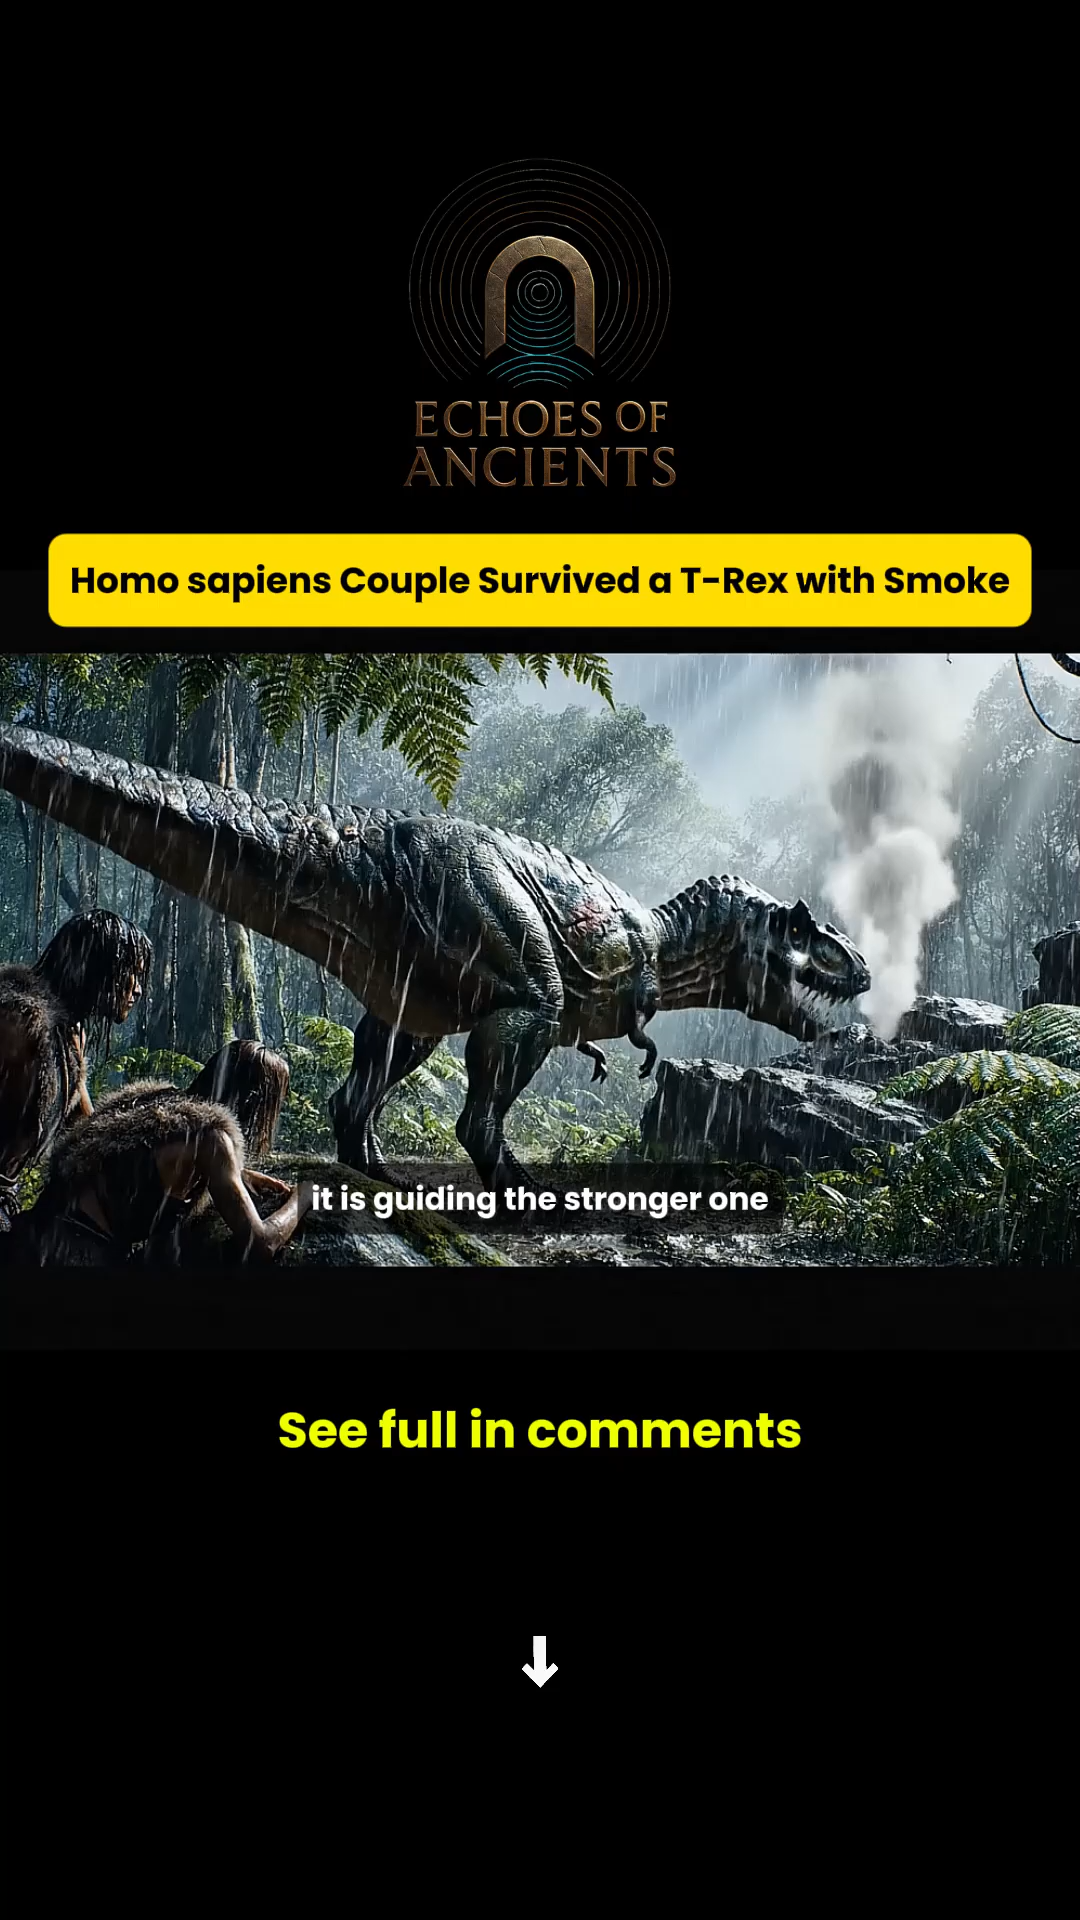 ECHOES OF
ANCIENTS
Homo sapiens Couple Survived a T-Rex with Smoke
it is guiding the stronger one
See full in comments